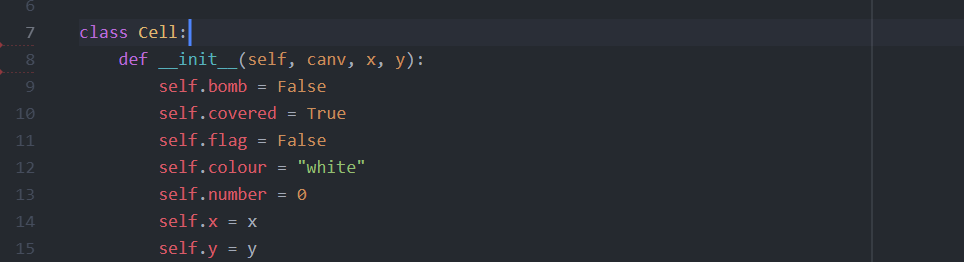 6
7 class Cell:
8 def __init__(self, canv, x, y):
9 self.bomb = False
10 self.covered = True
11 self.flag = False
12 self.colour = "white"
13 self.number = 0
14 self.x = x
15 self.y = y